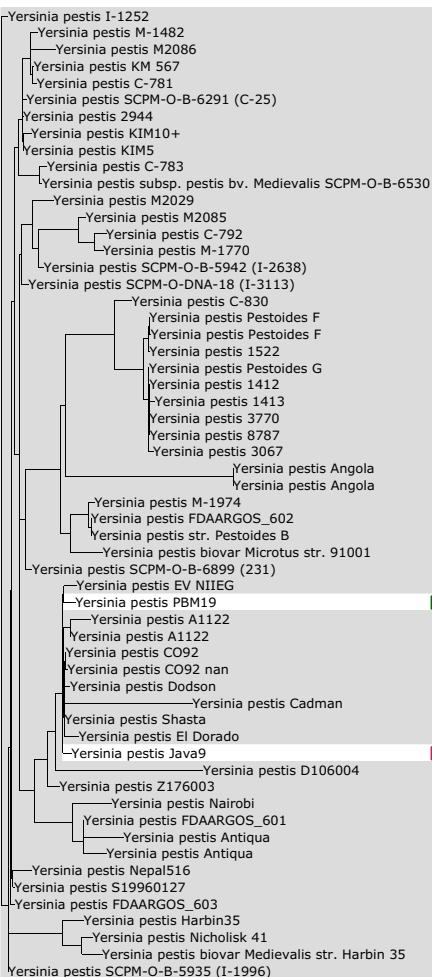 Yersinia pestis I-1252
Yersinia pestis M-1482
Yersinia pestis M2086
Yersinia pestis KM 567
Yersinia pestis C-781
Yersinia pestis SCPM-O-B-6291 (C-25)
Yersinia pestis 2944
Yersinia pestis KIM10+
Yersinia pestis KIM5
Yersinia pestis C-783
Yersinia pestis subsp. pestis bv. Medievalis SCPM-O-B-6530
Yersinia pestis M2029
Yersinia pestis M2085
Yersinia pestis C-792
Yersinia pestis M-1770
Yersinia pestis SCPM-O-B-5942 (I-2638)
Yersinia pestis SCPM-O-DNA-18 (I-3113)
Yersinia pestis C-830
Yersinia pestis Pestoides F
Yersinia pestis Pestoides F
Yersinia pestis 1522
Yersinia pestis Pestoides G
Yersinia pestis 1412
Yersinia pestis 1413
Yersinia pestis 3770
Yersinia pestis 8787
Yersinia pestis 3067
Yersinia pestis Angola
Yersinia pestis Angola
Yersinia pestis M-1974
Yersinia pestis FDAARGOS_602
Yersinia pestis str. Pestoides B
Yersinia pestis biovar Microtus str. 91001
Yersinia pestis SCPM-O-B-6899 (231)
Yersinia pestis EV NIIEG
Yersinia pestis PBM19
Yersinia pestis A1122
Yersinia pestis A1122
Yersinia pestis CO92
Yersinia pestis CO92 nan
Yersinia pestis Dodson
Yersinia pestis Cadman
Yersinia pestis Shasta
Yersinia pestis El Dorado
Yersinia pestis Java9
Yersinia pestis D106004
Yersinia pestis Z176003
Yersinia pestis Nairobi
Yersinia pestis FDAARGOS_601
Yersinia pestis Antiqua
Yersinia pestis Antiqua
Yersinia pestis Nepal516
Yersinia pestis S19960127
Yersinia pestis FDAARGOS_603
Yersinia pestis Harbin35
Yersinia pestis Nicholisk 41
Yersinia pestis biovar Medievalis str. Harbin 35
Yersinia pestis SCPM-O-B-5935 (I-1996)